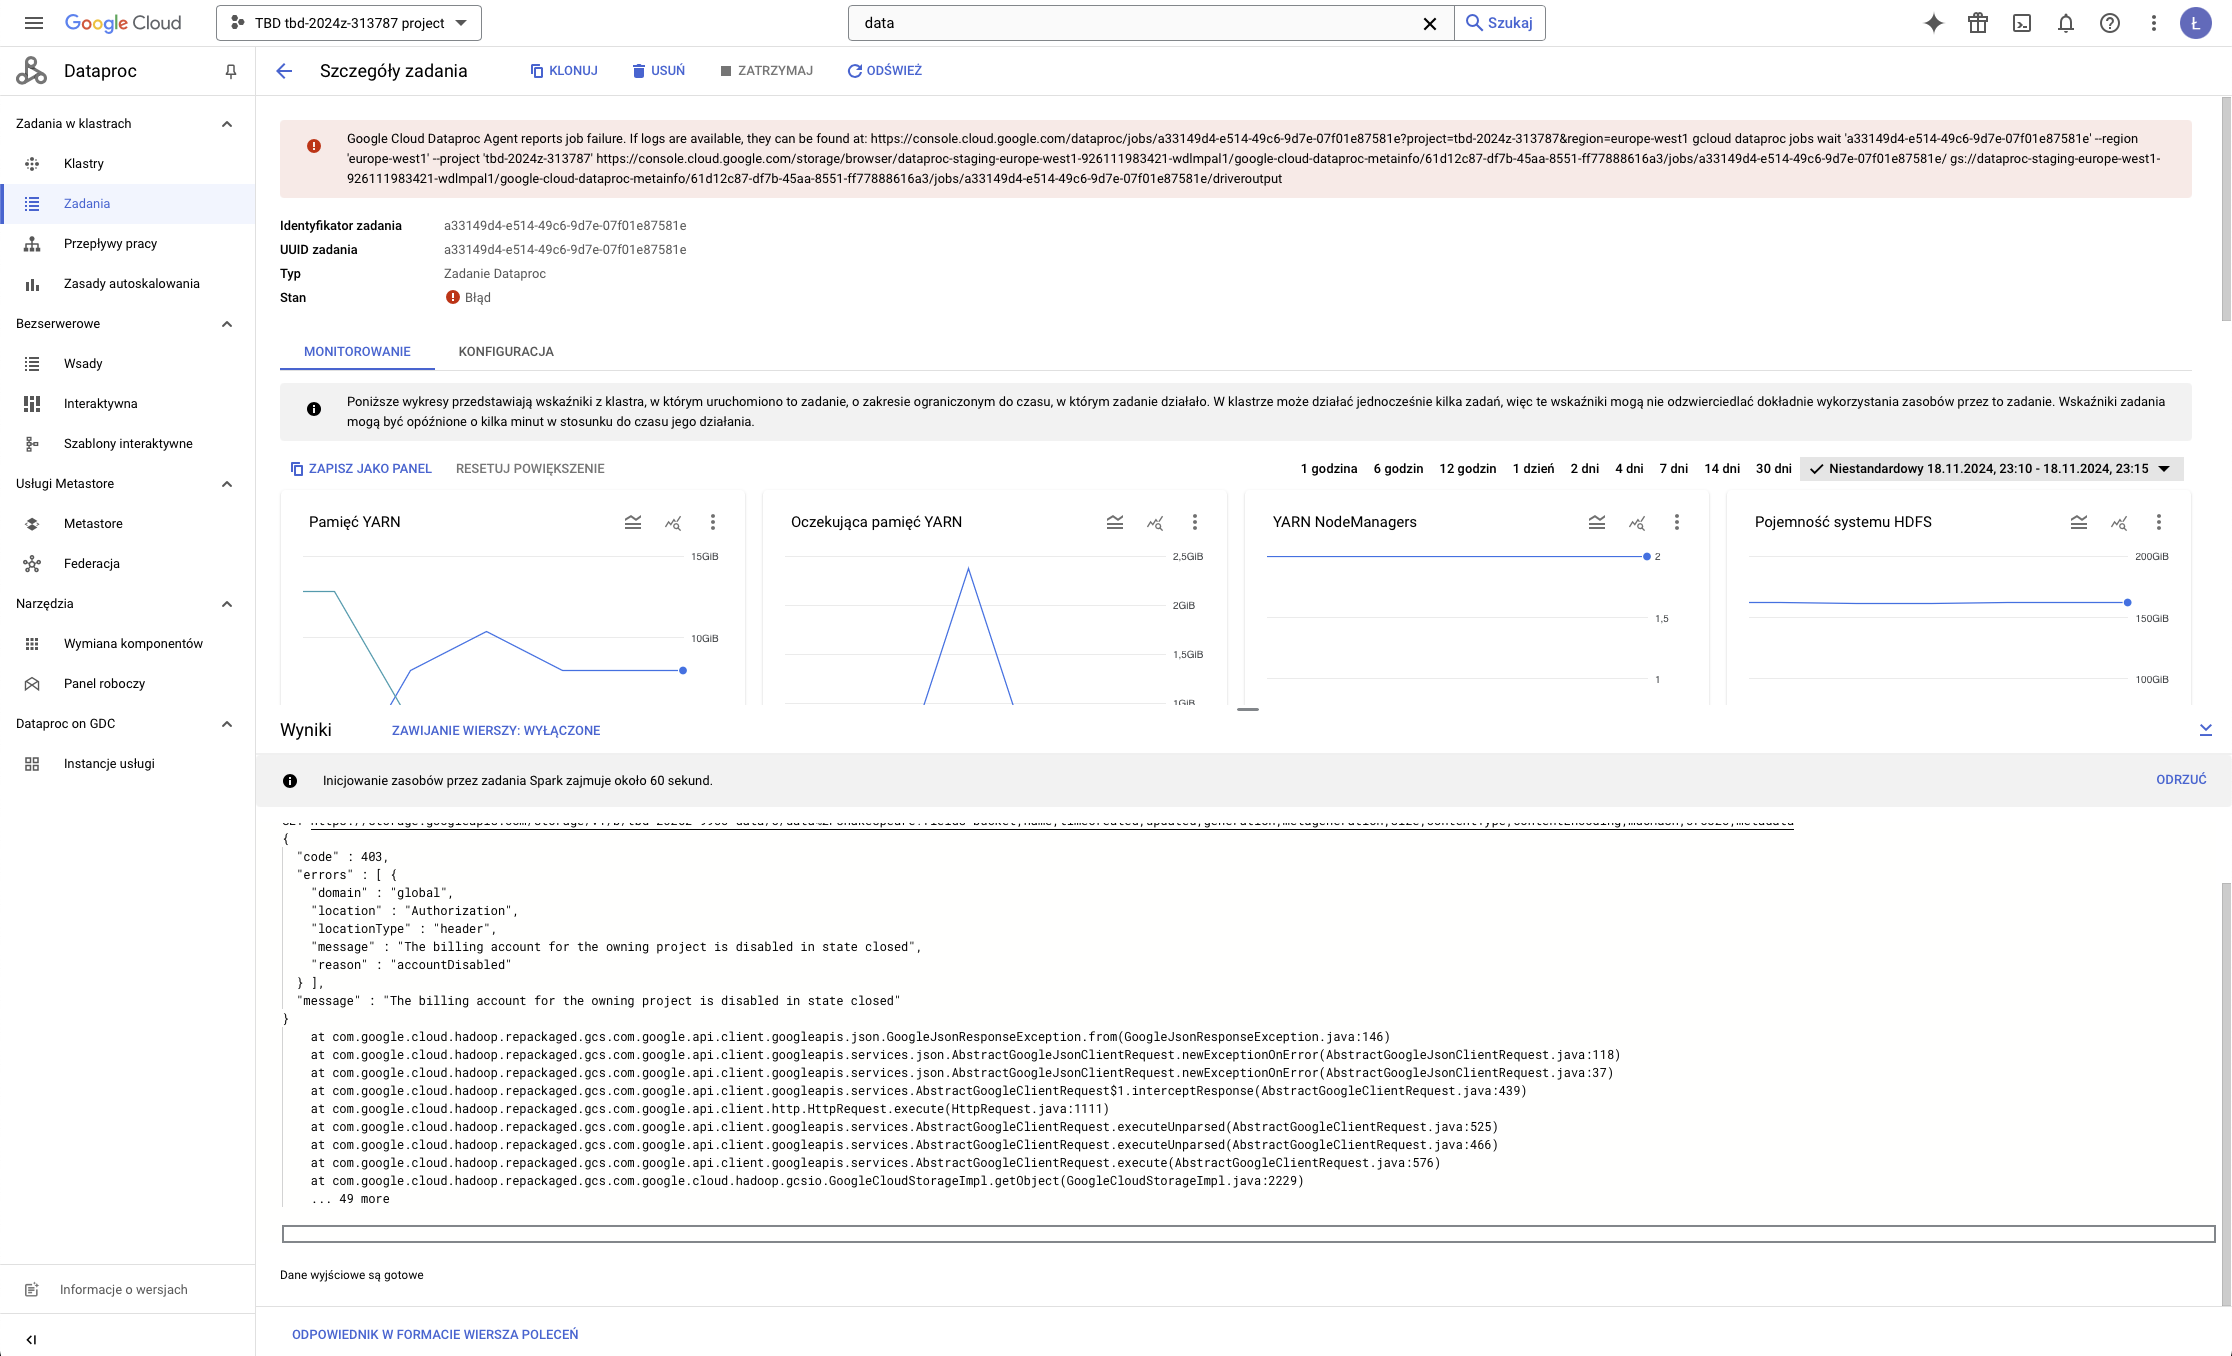 Google Cloud
TBD tbd-2024z-313787 project
data
Szukaj
Ł
Dataproc
Szczegóły zadania
KLONUJ
USUŃ
ZATRZYMAJ
ODŚWIEŻ
Zadania w klastrach
Klastry
Zadania
Przepływy pracy
Zasady autoskalowania
Bezserwerowe
Wsady
Interaktywna
Szablony interaktywne
Usługi Metastore
Metastore
Federacja
Narzędzia
Wymiana komponentów
Panel roboczy
Dataproc on GDC
Instancje usługi
Informacje o wersjach
Google Cloud Dataproc Agent reports job failure. If logs are available, they can be found at: https://console.cloud.google.com/dataproc/jobs/a33149d4-e514-49c6-9d7e-07f01e87581e?project=tbd-2024z-313787&region=europe-west1 gcloud dataproc jobs wait 'a33149d4-e514-49c6-9d7e-07f01e87581e' --region
'europe-west1' --project 'tbd-2024z-313787' https://console.cloud.google.com/storage/browser/dataproc-staging-europe-west1-926111983421-wdlmpal1/google-cloud-dataproc-metainfo/61d12c87-df7b-45aa-8551-ff77888616a3/jobs/a33149d4-e514-49c6-9d7e-07f01e87581e/ gs://dataproc-staging-europe-west1-
926111983421-wdlmpal1/google-cloud-dataproc-metainfo/61d12c87-df7b-45aa-8551-ff77888616a3/jobs/a33149d4-e514-49c6-9d7e-07f01e87581e/driveroutput
Identyfikator zadania a33149d4-e514-49c6-9d7e-07f01e87581e
UUID zadania a33149d4-e514-49c6-9d7e-07f01e87581e
Typ Zadanie Dataproc
Stan Błąd
MONITOROWANIE
KONFIGURACJA
Poniższe wykresy przedstawiają wskaźniki z klastra, w którym uruchomiono to zadanie, o zakresie ograniczonym do czasu, w którym zadanie działało. W klastrze może działać jednocześnie kilka zadań, więc te wskaźniki mogą nie odzwierciedlać dokładnie wykorzystania zasobów przez to zadanie. Wskaźniki zadania
mogą być opóźnione o kilka minut w stosunku do czasu jego działania.
ZAPISZ JAKO PANEL RESETUJ POWIĘKSZENIE 1 godzina 6 godzin 12 godzin 1 dzień 2 dni 4 dni 7 dni 14 dni 30 dni Niestandardowy 18.11.2024, 23:10 - 18.11.2024, 23:15
Pamięć YARN
15GiB
10GiB
Oczekująca pamięć YARN
2,5GiB
2GiB
1,5GiB
1GiB
YARN NodeManagers
2
1,5
1
Pojemność systemu HDFS
200GiB
150GiB
100GiB
Wyniki
ZAWIJANIE WIERSZY: WYŁĄCZONE
Inicjowanie zasobów przez zadania Spark zajmuje około 60 sekund.
ODRZUĆ
{
"code" : 403,
"errors" : [ {
"domain" : "global",
"location" : "Authorization",
"locationType" : "header",
"message" : "The billing account for the owning project is disabled in state closed",
"reason" : "accountDisabled"
} ],
"message" : "The billing account for the owning project is disabled in state closed"
}
at com.google.cloud.hadoop.repackaged.gcs.com.google.api.client.googleapis.json.GoogleJsonResponseException.from(GoogleJsonResponseException.java:146)
at com.google.cloud.hadoop.repackaged.gcs.com.google.api.client.googleapis.services.json.AbstractGoogleJsonClientRequest.newExceptionOnError(AbstractGoogleJsonClientRequest.java:118)
at com.google.cloud.hadoop.repackaged.gcs.com.google.api.client.googleapis.services.json.AbstractGoogleJsonClientRequest.newExceptionOnError(AbstractGoogleJsonClientRequest.java:37)
at com.google.cloud.hadoop.repackaged.gcs.com.google.api.client.googleapis.services.AbstractGoogleClientRequest$1.interceptResponse(AbstractGoogleClientRequest.java:439)
at com.google.cloud.hadoop.repackaged.gcs.com.google.api.client.http.HttpRequest.execute(HttpRequest.java:1111)
at com.google.cloud.hadoop.repackaged.gcs.com.google.api.client.googleapis.services.AbstractGoogleClientRequest.executeUnparsed(AbstractGoogleClientRequest.java:525)
at com.google.cloud.hadoop.repackaged.gcs.com.google.api.client.googleapis.services.AbstractGoogleClientRequest.executeUnparsed(AbstractGoogleClientRequest.java:466)
at com.google.cloud.hadoop.repackaged.gcs.com.google.api.client.googleapis.services.AbstractGoogleClientRequest.execute(AbstractGoogleClientRequest.java:576)
at com.google.cloud.hadoop.repackaged.gcs.com.google.cloud.hadoop.gcsio.GoogleCloudStorageImpl.getObject(GoogleCloudStorageImpl.java:2229)
... 49 more
Dane wyjściowe są gotowe
ODPOWIEDNIK W FORMACIE WIERSZA POLECEŃ